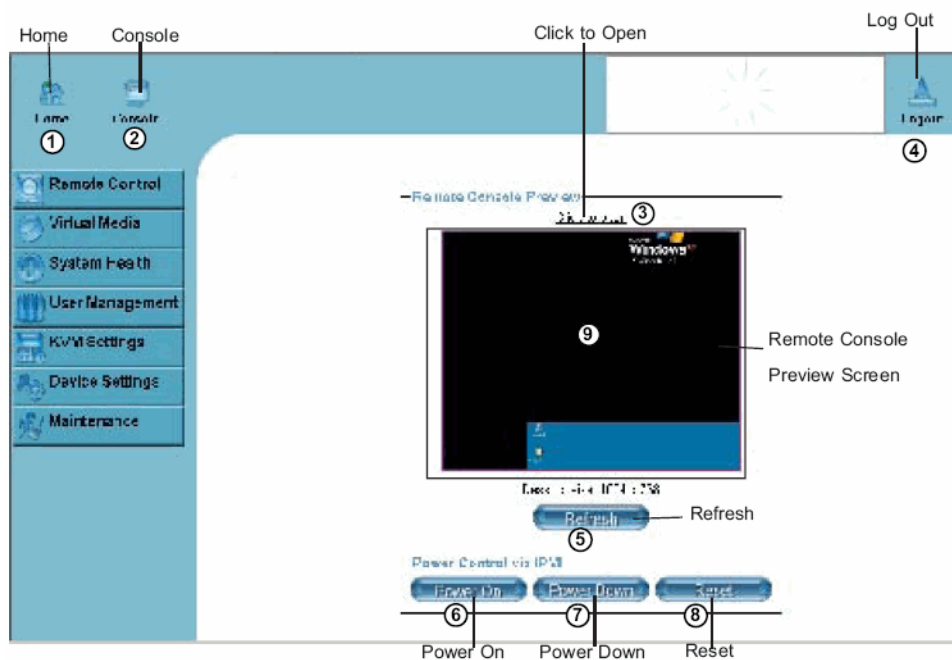 Home
Console
Click to Open
Log Out
Home
Console
Logout
1
2
4
Remote Control
Virtual Media
System Health
User Management
KVM Settings
Device Settings
Maintenance
Remote Console Preview
3
Windows
9
Remote Console
Preview Screen
Refresh
Refresh
5
Power Control via IPMI
Power On
Power Down
Reset
6
7
8
Power On
Power Down
Reset